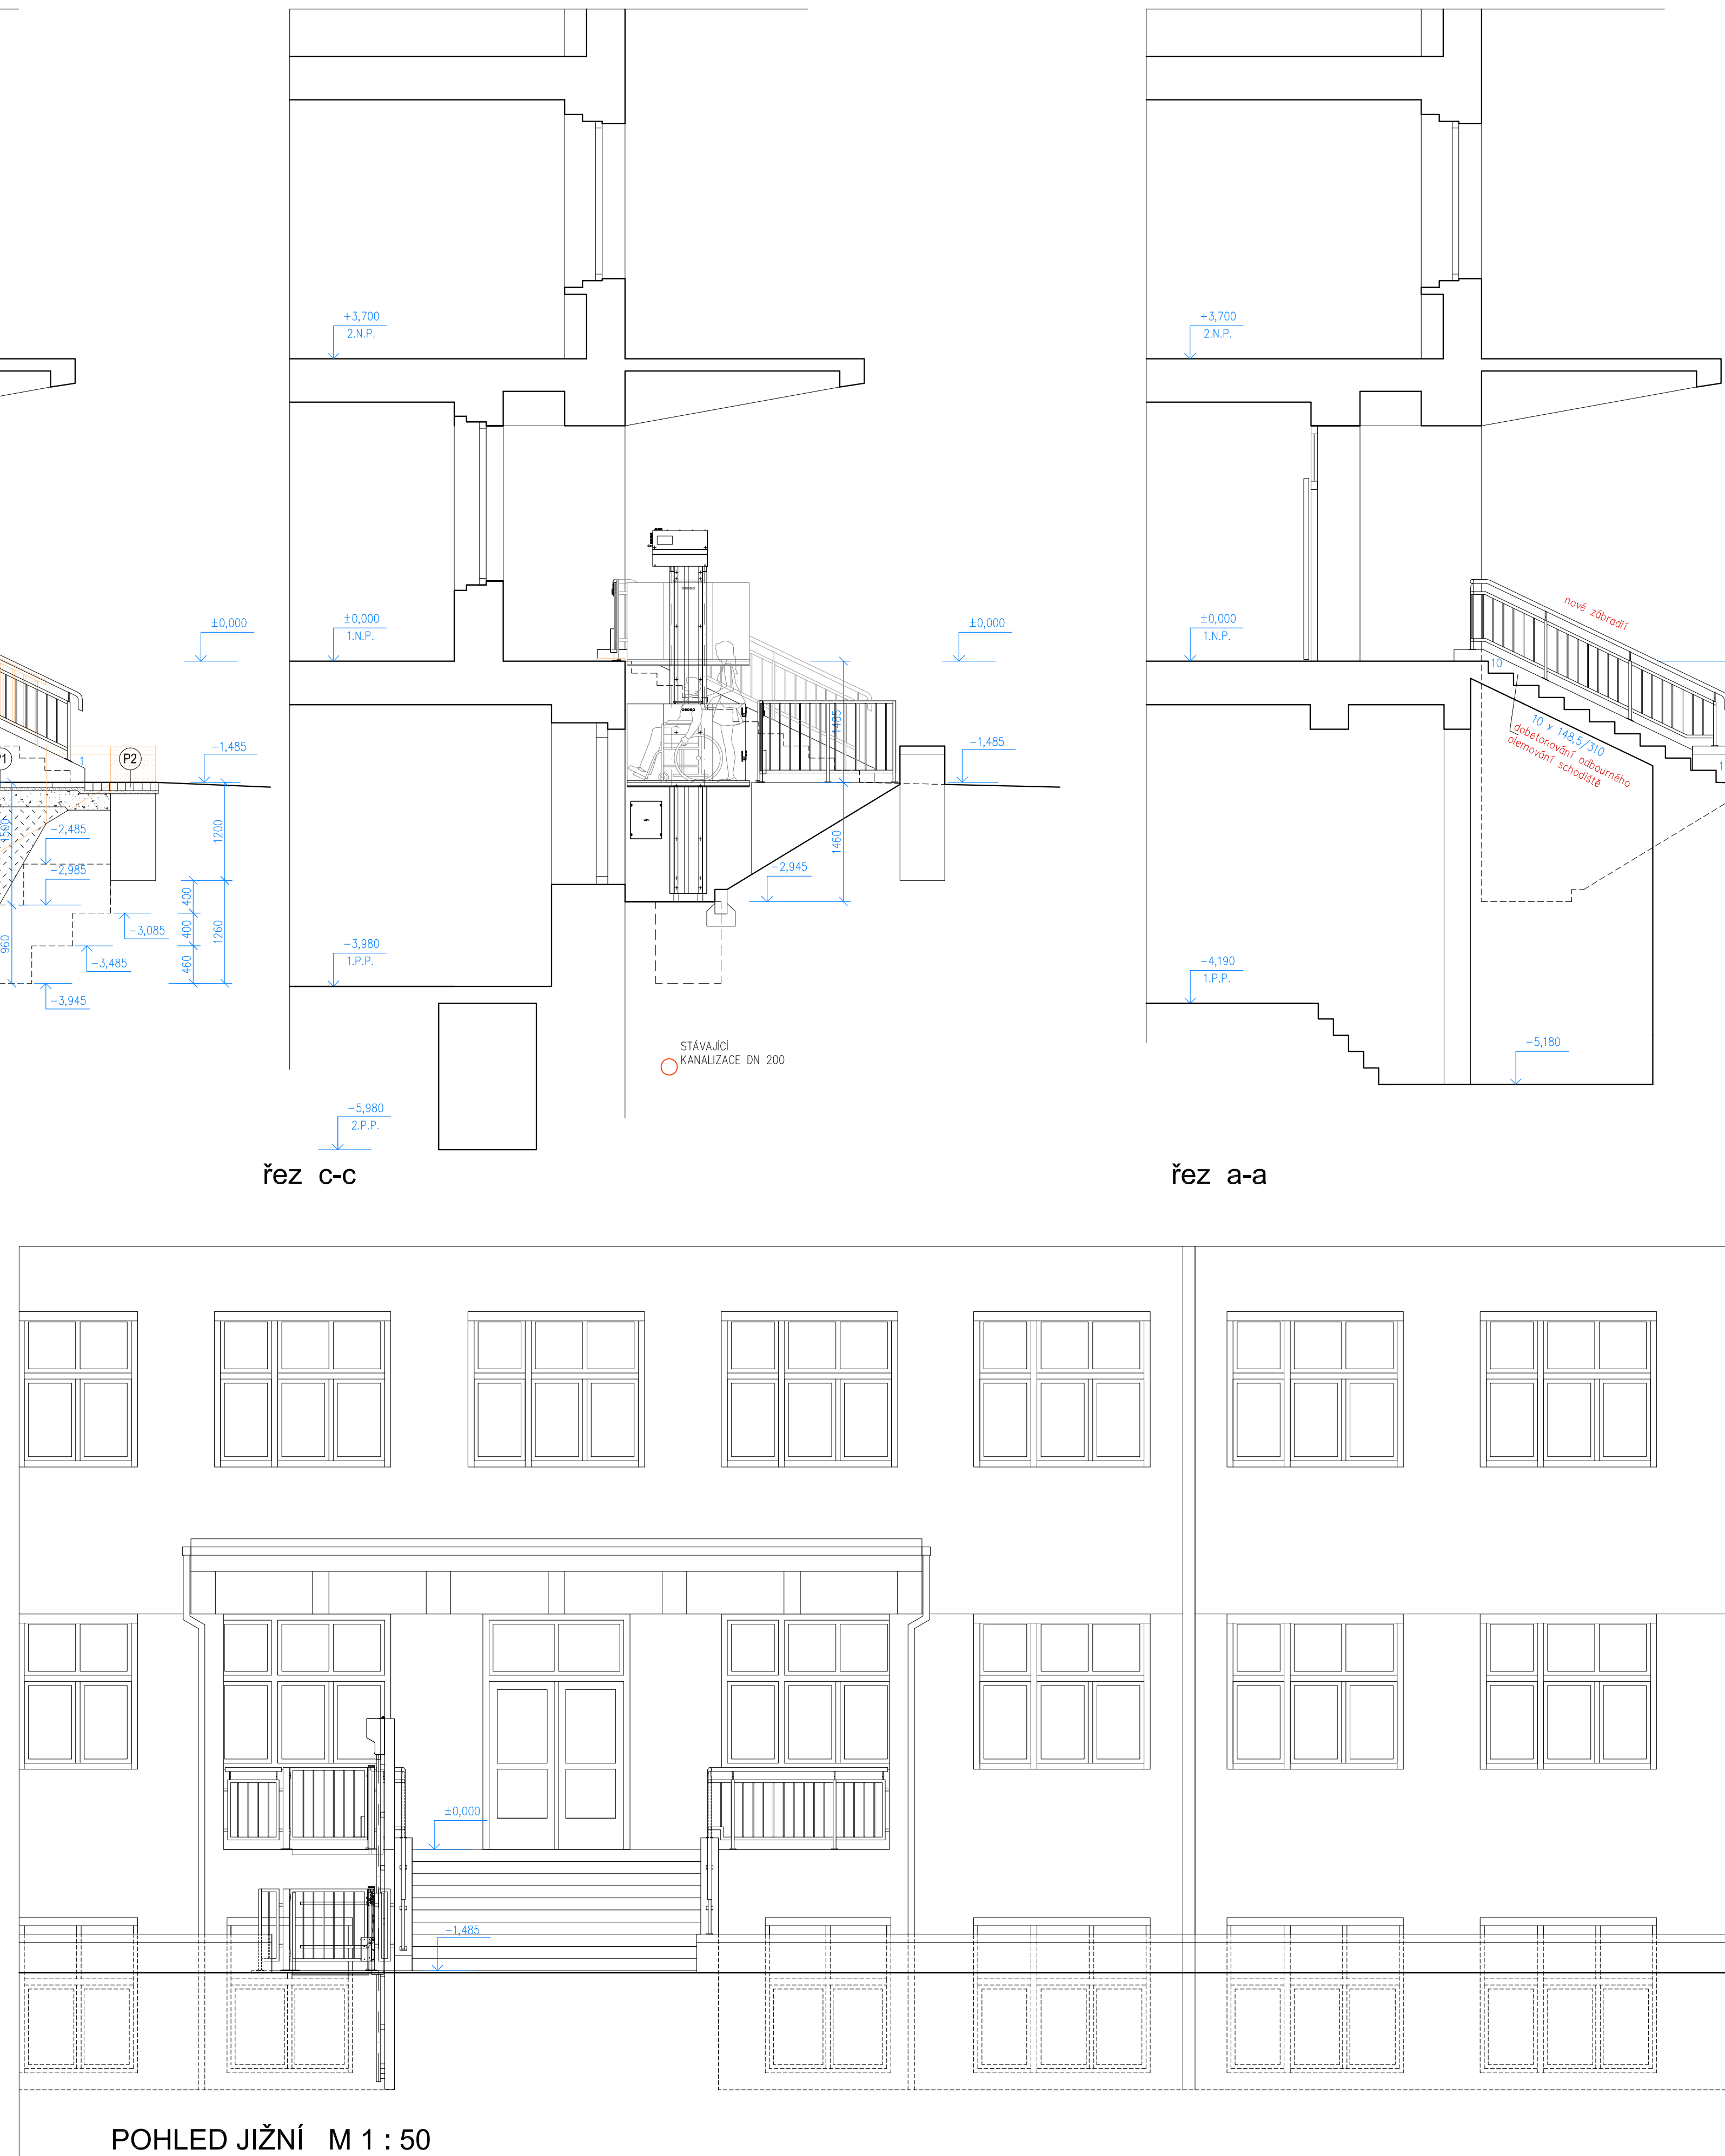 +3,700
2.N.P.
+3,700
2.N.P.
nové zábradlí
±0,000
±0,000
1.N.P.
±0,000
±0,000
1.N.P.
10
10 x 148,5/310
dobetonování odbourného
olemování schodiště
1485
-1,485
-1,485
1
P2
1
1500
-2,485
1200
1460
-2,985
-2,945
400
-3,085
400
1260
960
-3,485
460
-3,980
1.P.P.
-4,190
1.P.P.
-3,945
STÁVAJÍCÍ
KANALIZACE DN 200
-5,180
-5,980
2.P.P.
řez c-c
řez a-a
±0,000
-1,485
POHLED JIŽNÍ M 1 : 50